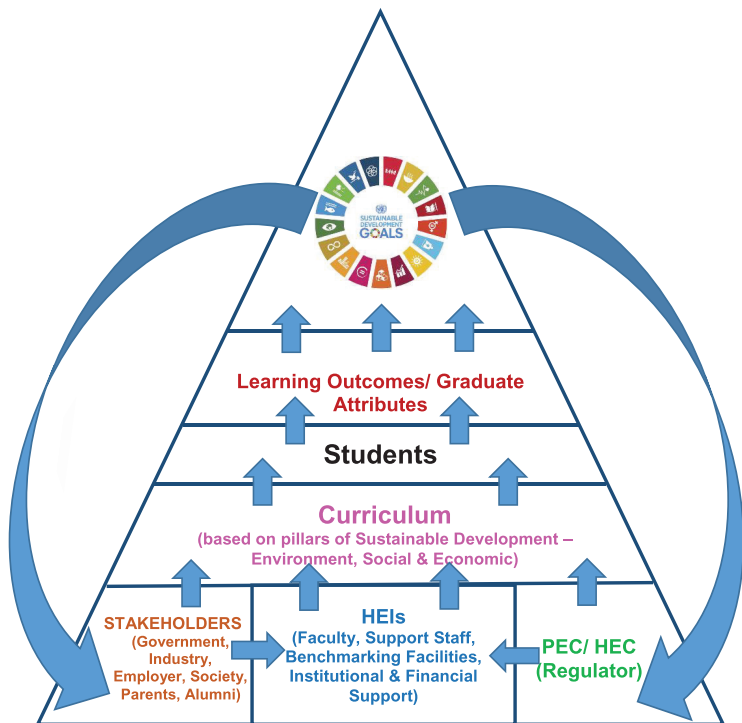 SUSTAINABLE
DEVELOPMENT
GOALS
Learning Outcomes/ Graduate
Attributes
Students
Curriculum
(based on pillars of Sustainable Development –
Environment, Social & Economic)
STAKEHOLDERS
(Government,
Industry,
Employer, Society,
Parents, Alumni)
HEIs
(Faculty, Support Staff,
Benchmarking Facilities,
Institutional & Financial
Support)
PEC/ HEC
(Regulator)